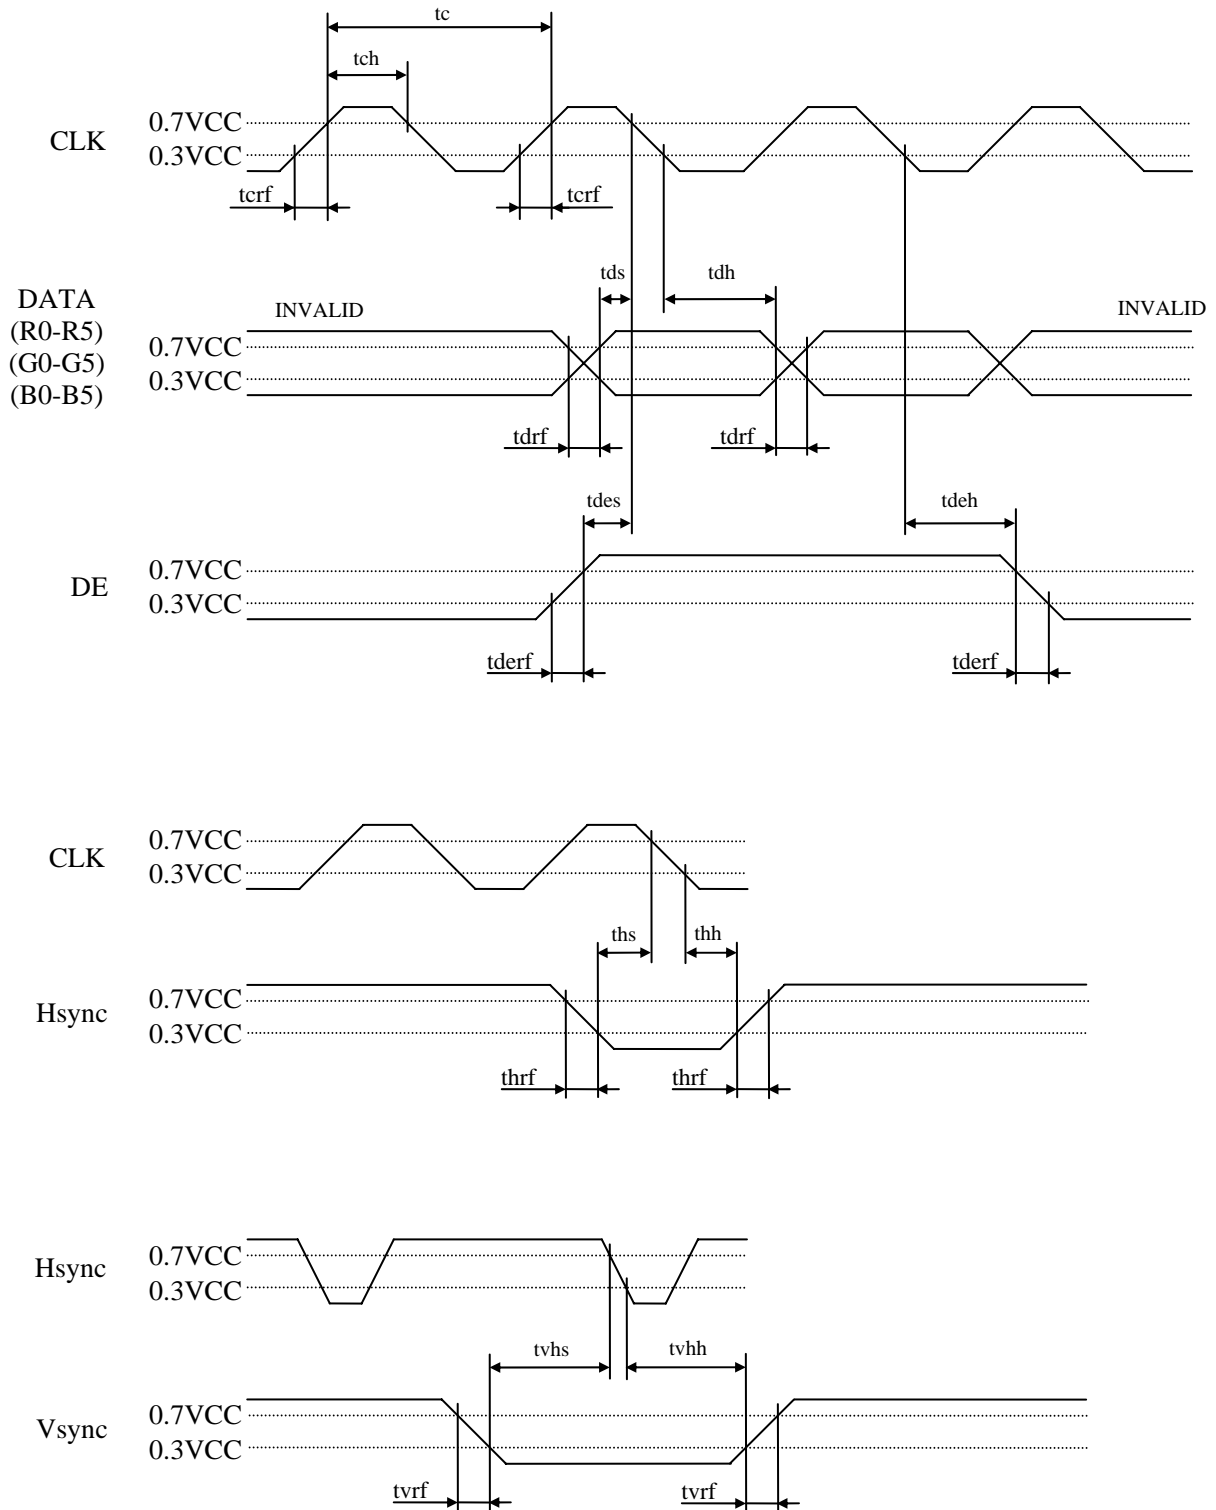 tc
tch
0.7VCC
CLK
0.3VCC
tcrf tcrf
tds tdh
DATA
INVALID INVALID
(R0-R5)
0.7VCC
(G0-G5)
0.3VCC
(B0-B5)
tdrf tdrf
tdes tdeh
0.7VCC
DE
0.3VCC
tderf tderf
0.7VCC
CLK
0.3VCC
ths thh
0.7VCC
Hsync
0.3VCC
thrf thrf
0.7VCC
Hsync
0.3VCC
tvhs tvhh
0.7VCC
Vsync
0.3VCC
tvrf tvrf